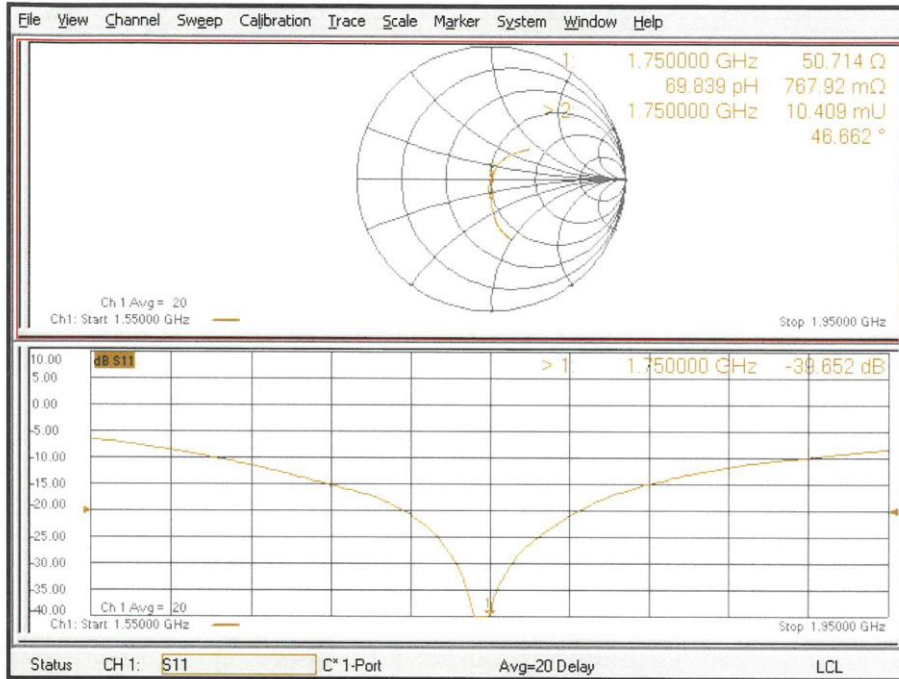 File View Channel Sweep Calibration Trace Scale Marker System Window Help
1: 1.750000 GHz 50.714 Ω
69.839 pH 767.92 mΩ
> 2: 1.750000 GHz 10.409 mU
46.662 °
Ch 1 Avg = 20
Ch1: Start 1.55000 GHz
Stop 1.95000 GHz
10.00
dB S11
> 1: 1.750000 GHz -39.652 dB
5.00
0.00
-5.00
-10.00
-15.00
-20.00
-25.00
-30.00
-35.00
-40.00
1
Ch 1 Avg = 20
Ch1: Start 1.55000 GHz
Stop 1.95000 GHz
Status CH 1: S11 C* 1-Port Avg=20 Delay LCL